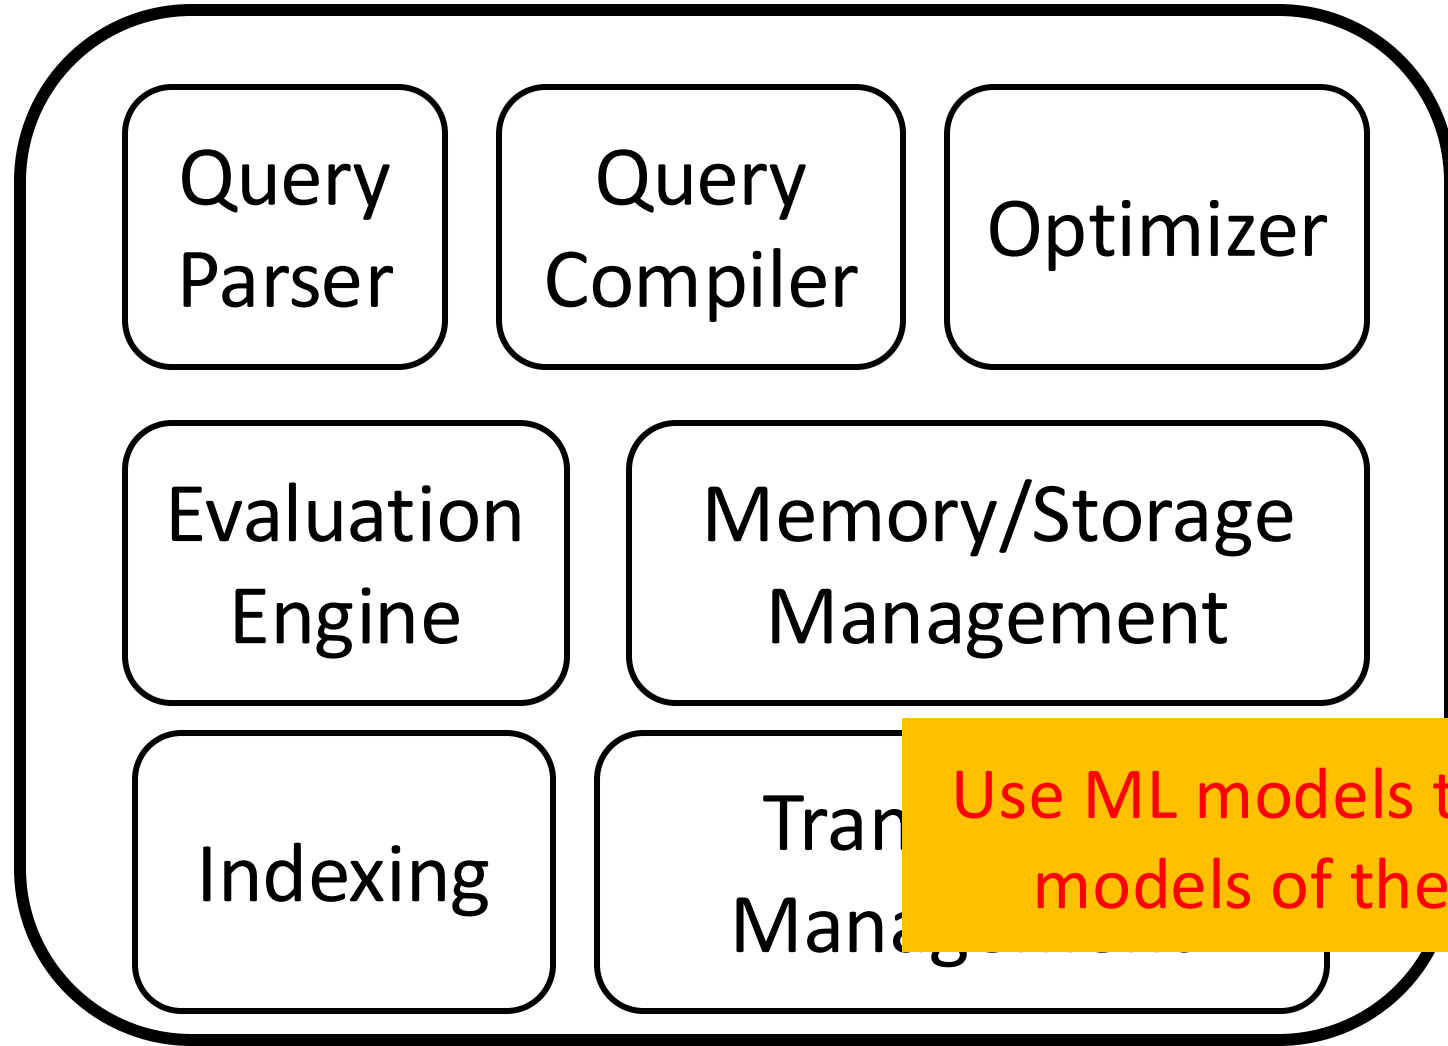 Query
Parser
Query
Compiler
Optimizer
Evaluation
Engine
Memory/Storage
Management
Indexing
Use ML models
models of the